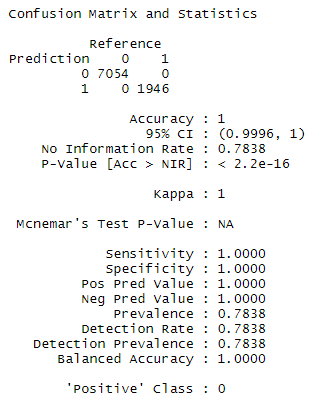 Confusion Matrix and Statistics
Reference
Prediction 0 1
0 7054 0
1 0 1946
Accuracy : 1
95% CI : (0.9996, 1)
No Information Rate : 0.7838
P-Value [Acc > NIR] : < 2.2e-16
Kappa : 1
Mcnemar's Test P-Value : NA
Sensitivity : 1.0000
Specificity : 1.0000
Pos Pred Value : 1.0000
Neg Pred Value : 1.0000
Prevalence : 0.7838
Detection Rate : 0.7838
Detection Prevalence : 0.7838
Balanced Accuracy : 1.0000
'Positive' Class : 0